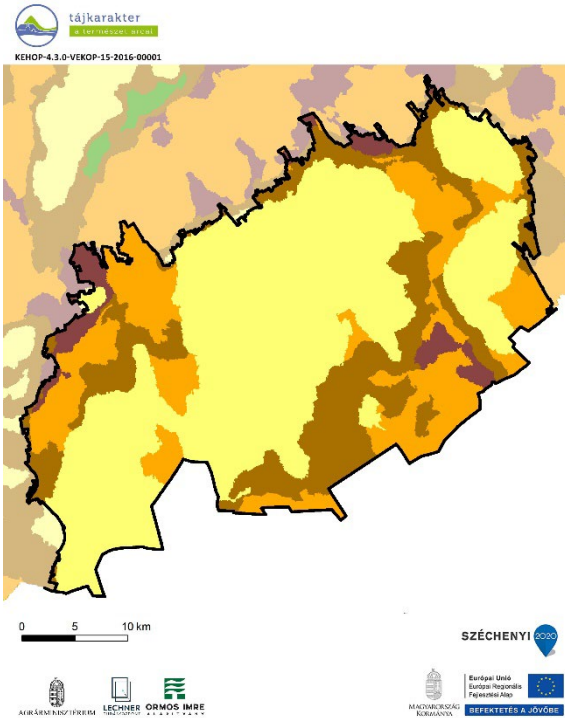 tájkarakter
a természet arcai
KEHOP-4.3.0-VEKOP-15-2016-00001
0 5 10 km
SZÉCHENYI 2020
AGRÁRMINISZTÉRIUM
LECHNER
ORMOS IMRE
ALAPÍTVÁNY
MAGYARORSZÁG
KORMÁNYA
Európai Unió
Európai Regionális
Fejlesztési Alap
BEFEKTETÉS A JÖVŐBE